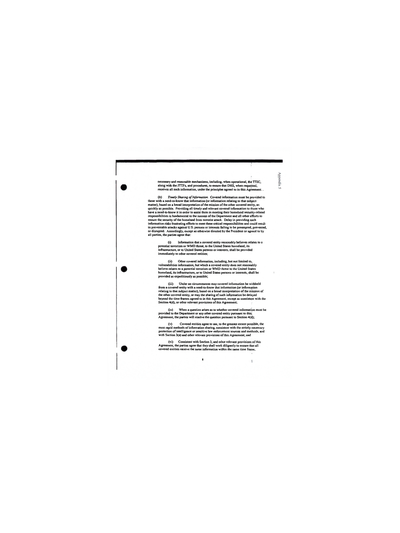 Appendix 5
necessary and reasonable mechanisms, including, when operational, the TTIC,
along with the JTTFs, and procedures, to ensure that DHS, when requested,
receives all such information, under the principles agreed to in this Agreement.
(b) Timely Sharing of Information. Covered information must be provided to
those with a need-to-know that information (or information relating to that subject
matter), based on a broad interpretation of the mission of the other covered entity, as
quickly as possible. Providing all timely and relevant covered information to those who
have a need-to-know it in order to assist them in meeting their homeland security-related
responsibilities is fundamental to the success of the Department and all other efforts to
ensure the security of the homeland from terrorist attack. Delay in providing such
information risks frustrating efforts to meet these critical responsibilities and could result
in preventable attacks against U.S. persons or interests failing to be preempted, prevented,
or disrupted. Accordingly, except as otherwise directed by the President or agreed to by
all parties, the parties agree that:
(i) Information that a covered entity reasonably believes relates to a
potential terrorism or WMD threat, to the United States homeland, its
infrastructure, or to United States persons or interests, shall be provided
immediately to other covered entities;
(ii) Other covered information, including, but not limited to,
vulnerabilities information, but which a covered entity does not reasonably
believe relates to a potential terrorism or WMD threat to the United States
homeland, its infrastructure, or to United States persons or interests, shall be
provided as expeditiously as possible;
(iii) Under no circumstances may covered information be withheld
from a covered entity with a need-to-know that information (or information
relating to that subject matter), based on a broad interpretation of the mission of
the other covered entity, or may the sharing of such information be delayed
beyond the time frames agreed to in this Agreement, except as consistent with the
Section 4(d), or other relevant provisions of this Agreement;
(iv) When a question arises as to whether covered information must be
provided to the Department or any other covered entity pursuant to this
Agreement, the parties will resolve the question pursuant to Section 4(d);
(v) Covered entities agree to use, to the greatest extent possible, the
most rapid methods of information sharing, consistent with the strictly necessary
protection of intelligence or sensitive law enforcement sources and methods, and
with Section 3(a) and other relevant provisions of this Agreement; and
(vi) Consistent with Section 3, and other relevant provisions of this
Agreement, the parties agree that they shall work diligently to ensure that all
covered entities receive the same information within the same time frame,